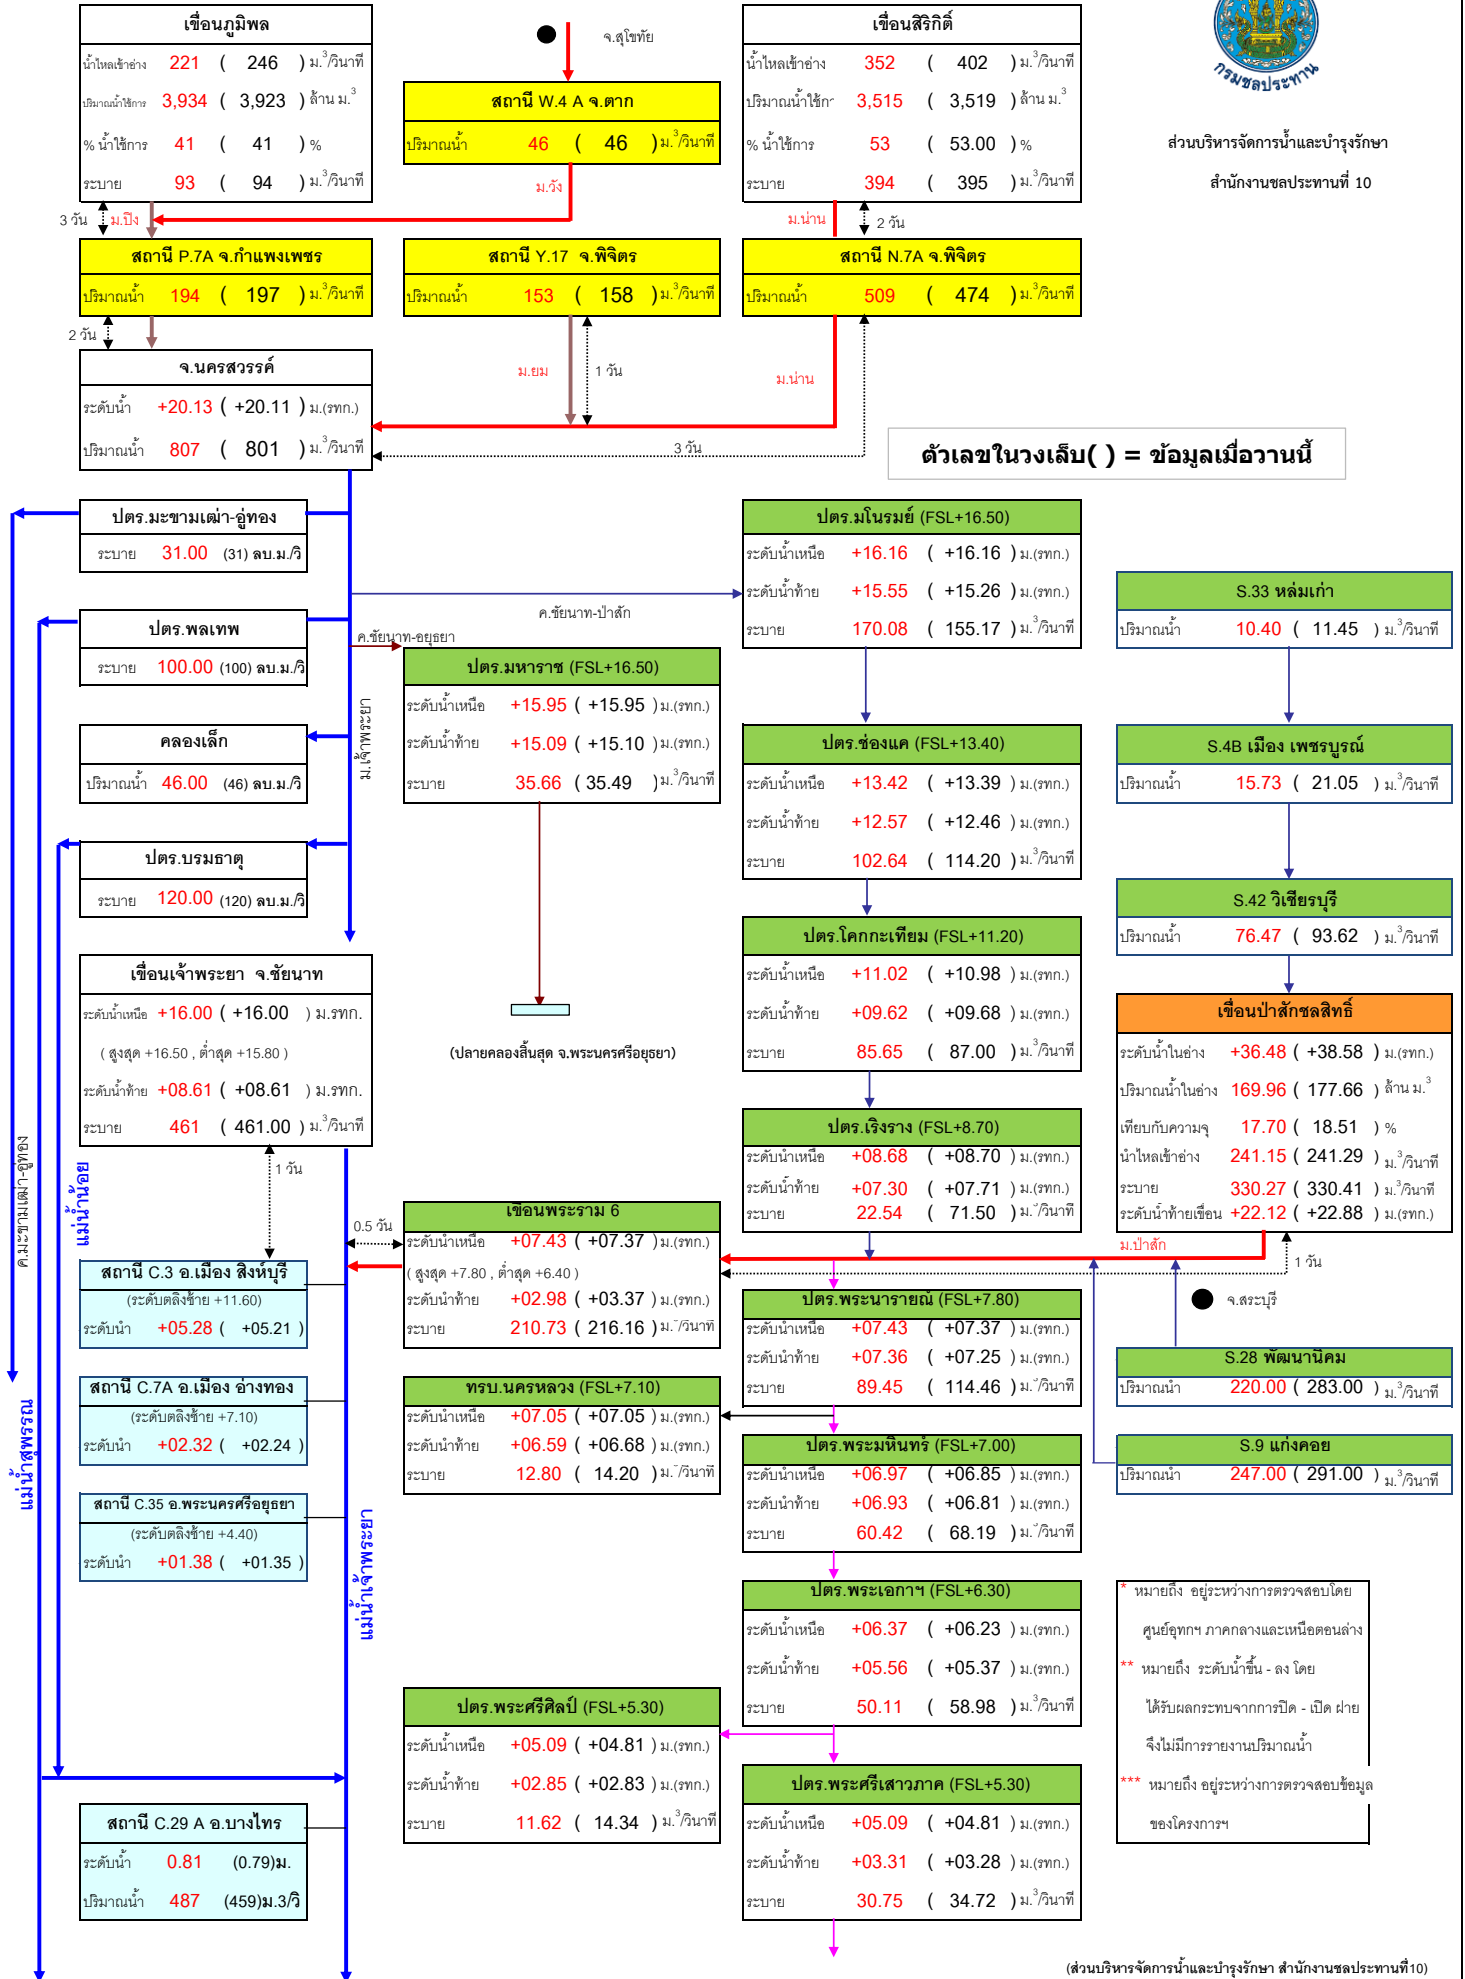 เขื่อนภูมิพล
น้ำไหลเข้าอ่าง 221 ( 246 ) ม.3/วินาที
ปริมาณน้ำใช้การ 3,934 ( 3,923 ) ล้าน ม.3
% น้ำใช้การ 41 ( 41 ) %
ระบาย 93 ( 94 ) ม.3/วินาที
จ.สุโขทัย
สถานี W.4 A จ.ตาก
ปริมาณน้ำ 46 ( 46 ) ม.3/วินาที
เขื่อนสิริกิติ์
น้ำไหลเข้าอ่าง 352 ( 402 ) ม.3/วินาที
ปริมาณน้ำใช้กา 3,515 ( 3,519 ) ล้าน ม.3
% น้ำใช้การ 53 ( 53.00 ) %
ระบาย 394 ( 395 ) ม.3/วินาที
กรมชลประทาน
ส่วนบริหารจัดการน้ำและบำรุงรักษา
สำนักงานชลประทานที่ 10
3 วัน
ม.ปิง
ม.วัง
ม.น่าน
2 วัน
สถานี P.7A จ.กำแพงเพชร
ปริมาณน้ำ 194 ( 197 ) ม.3/วินาที
สถานี Y.17 จ.พิจิตร
ปริมาณน้ำ 153 ( 158 ) ม.3/วินาที
สถานี N.7A จ.พิจิตร
ปริมาณน้ำ 509 ( 474 ) ม.3/วินาที
2 วัน
จ.นครสวรรค์
ระดับน้ำ +20.13 ( +20.11 ) ม.(รทก.)
ปริมาณน้ำ 807 ( 801 ) ม.3/วินาที
ม.ยม
1 วัน
ม.น่าน
3 วัน
ตัวเลขในวงเล็บ( ) = ข้อมูลเมื่อวานนี้
ปตร.มะขามเฒ่า-อู่ทอง
ระบาย 31.00 (31) ลบ.ม./วิ
ปตร.พลเทพ
ระบาย 100.00 (100) ลบ.ม./วิ
คลองเล็ก
ปริมาณน้ำ 46.00 (46) ลบ.ม./วิ
ปตร.บรมธาตุ
ระบาย 120.00 (120) ลบ.ม./วิ
ค.ชัยนาท-ป่าสัก
ค.ชัยนาท-อยุธยา
ม.เจ้าพระยา
ปตร.มหาราช (FSL+16.50)
ระดับน้ำเหนือ +15.95 ( +15.95 ) ม.(รทก.)
ระดับน้ำท้าย +15.09 ( +15.10 ) ม.(รทก.)
ระบาย 35.66 ( 35.49 ) ม.3/วินาที
(ปลายคลองสิ้นสุด จ.พระนครศรีอยุธยา)
ปตร.มโนรมย์ (FSL+16.50)
ระดับน้ำเหนือ +16.16 ( +16.16 ) ม.(รทก.)
ระดับน้ำท้าย +15.55 ( +15.26 ) ม.(รทก.)
ระบาย 170.08 ( 155.17 ) ม.3/วินาที
ปตร.ช่องแค (FSL+13.40)
ระดับน้ำเหนือ +13.42 ( +13.39 ) ม.(รทก.)
ระดับน้ำท้าย +12.57 ( +12.46 ) ม.(รทก.)
ระบาย 102.64 ( 114.20 ) ม.3/วินาที
ปตร.โคกกะเทียม (FSL+11.20)
ระดับน้ำเหนือ +11.02 ( +10.98 ) ม.(รทก.)
ระดับน้ำท้าย +09.62 ( +09.68 ) ม.(รทก.)
ระบาย 85.65 ( 87.00 ) ม.3/วินาที
ปตร.เริงราง (FSL+8.70)
ระดับน้ำเหนือ +08.68 ( +08.70 ) ม.(รทก.)
ระดับน้ำท้าย +07.30 ( +07.71 ) ม.(รทก.)
ระบาย 22.54 ( 71.50 ) ม.3/วินาที
S.33 หล่มเก่า
ปริมาณน้ำ 10.40 ( 11.45 ) ม.3/วินาที
S.4B เมือง เพชรบูรณ์
ปริมาณน้ำ 15.73 ( 21.05 ) ม.3/วินาที
S.42 วิเชียรบุรี
ปริมาณน้ำ 76.47 ( 93.62 ) ม.3/วินาที
เขื่อนป่าสักชลสิทธิ์
ระดับน้ำในอ่าง +36.48 ( +38.58 ) ม.(รทก.)
ปริมาณน้ำในอ่าง 169.96 ( 177.66 ) ล้าน ม.3
เทียบกับความจุ 17.70 ( 18.51 ) %
น้ำไหลเข้าอ่าง 241.15 ( 241.29 ) ม.3/วินาที
ระบาย 330.27 ( 330.41 ) ม.3/วินาที
ระดับน้ำท้ายเขื่อน +22.12 ( +22.88 ) ม.(รทก.)
เขื่อนเจ้าพระยา จ.ชัยนาท
ระดับน้ำเหนือ +16.00 ( +16.00 ) ม.รทก.
( สูงสุด +16.50 , ต่ำสุด +15.80 )
ระดับน้ำท้าย +08.61 ( +08.61 ) ม.รทก.
ระบาย 461 ( 461.00 ) ม.3/วินาที
ค.มะขามเฒ่า-อู่ทอง
แม่น้ำน้อย
1 วัน
0.5 วัน
เขื่อนพระราม 6
ระดับน้ำเหนือ +07.43 ( +07.37 ) ม.(รทก.)
( สูงสุด +7.80 , ต่ำสุด +6.40 )
ระดับน้ำท้าย +02.98 ( +03.37 ) ม.(รทก.)
ระบาย 210.73 ( 216.16 ) ม.3/วินาที
ม.ป่าสัก
1 วัน
จ.สระบุรี
สถานี C.3 อ.เมือง สิงห์บุรี
(ระดับตลิ่งซ้าย +11.60)
ระดับน้ำ +05.28 ( +05.21 )
สถานี C.7A อ.เมือง อ่างทอง
(ระดับตลิ่งซ้าย +7.10)
ระดับน้ำ +02.32 ( +02.24 )
สถานี C.35 อ.พระนครศรีอยุธยา
(ระดับตลิ่งซ้าย +4.40)
ระดับน้ำ +01.38 ( +01.35 )
แม่น้ำสุพรรณ
แม่น้ำเจ้าพระยา
ทรบ.นครหลวง (FSL+7.10)
ระดับน้ำเหนือ +07.05 ( +07.05 ) ม.(รทก.)
ระดับน้ำท้าย +06.59 ( +06.68 ) ม.(รทก.)
ระบาย 12.80 ( 14.20 ) ม.3/วินาที
ปตร.พระนารายณ์ (FSL+7.80)
ระดับน้ำเหนือ +07.43 ( +07.37 ) ม.(รทก.)
ระดับน้ำท้าย +07.36 ( +07.25 ) ม.(รทก.)
ระบาย 89.45 ( 114.46 ) ม.3/วินาที
ปตร.พระมหินทร์ (FSL+7.00)
ระดับน้ำเหนือ +06.97 ( +06.85 ) ม.(รทก.)
ระดับน้ำท้าย +06.93 ( +06.81 ) ม.(รทก.)
ระบาย 60.42 ( 68.19 ) ม.3/วินาที
S.28 พัฒนานิคม
ปริมาณน้ำ 220.00 ( 283.00 ) ม.3/วินาที
S.9 แก่งคอย
ปริมาณน้ำ 247.00 ( 291.00 ) ม.3/วินาที
ปตร.พระเอกาฯ (FSL+6.30)
ระดับน้ำเหนือ +06.37 ( +06.23 ) ม.(รทก.)
ระดับน้ำท้าย +05.56 ( +05.37 ) ม.(รทก.)
ระบาย 50.11 ( 58.98 ) ม.3/วินาที
ปตร.พระศรีศิลป์ (FSL+5.30)
ระดับน้ำเหนือ +05.09 ( +04.81 ) ม.(รทก.)
ระดับน้ำท้าย +02.85 ( +02.83 ) ม.(รทก.)
ระบาย 11.62 ( 14.34 ) ม.3/วินาที
ปตร.พระศรีเสาวภาค (FSL+5.30)
ระดับน้ำเหนือ +05.09 ( +04.81 ) ม.(รทก.)
ระดับน้ำท้าย +03.31 ( +03.28 ) ม.(รทก.)
ระบาย 30.75 ( 34.72 ) ม.3/วินาที
* หมายถึง อยู่ระหว่างการตรวจสอบโดย
ศูนย์อุทกฯ ภาคกลางและเหนือตอนล่าง
** หมายถึง ระดับน้ำขึ้น - ลง โดย
ได้รับผลกระทบจากการปิด - เปิด ฝาย
จึงไม่มีการรายงานปริมาณน้ำ
*** หมายถึง อยู่ระหว่างการตรวจสอบข้อมูล
ของโครงการฯ
สถานี C.29 A อ.บางไทร
ระดับน้ำ 0.81 (0.79)ม.
ปริมาณน้ำ 487 (459)ม.3/วิ
(ส่วนบริหารจัดการน้ำและบำรุงรักษา สำนักงานชลประทานที่10)